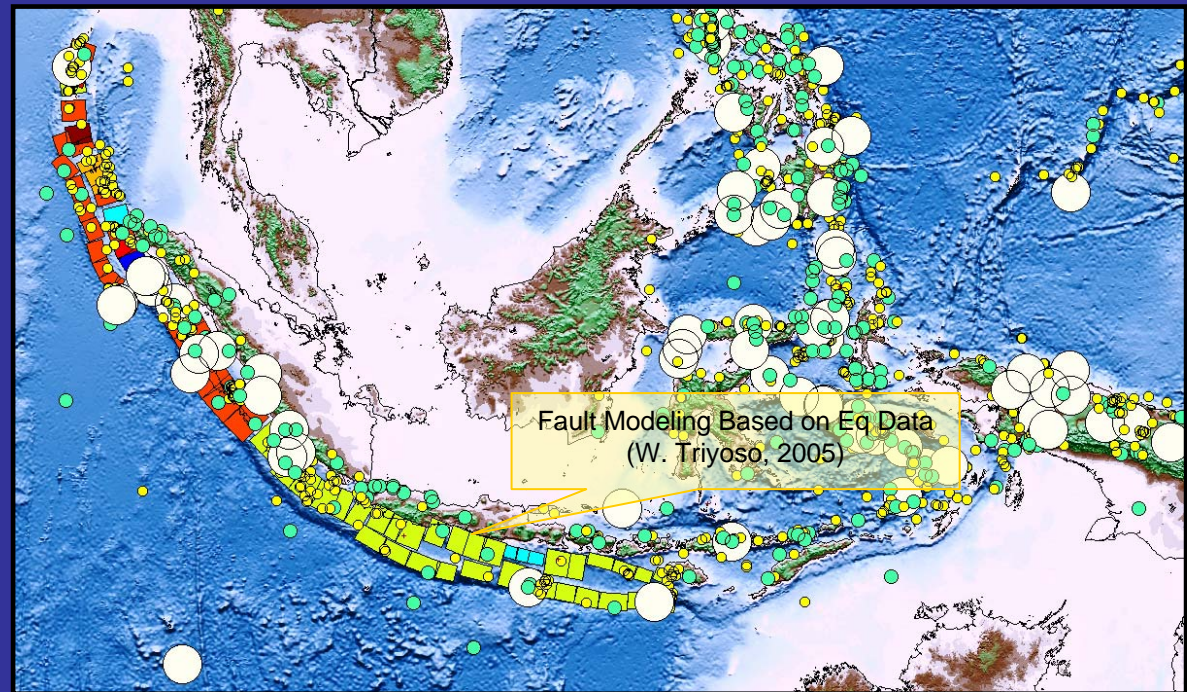 Fault Modeling Based on Eq Data
(W. Triyoso, 2005)